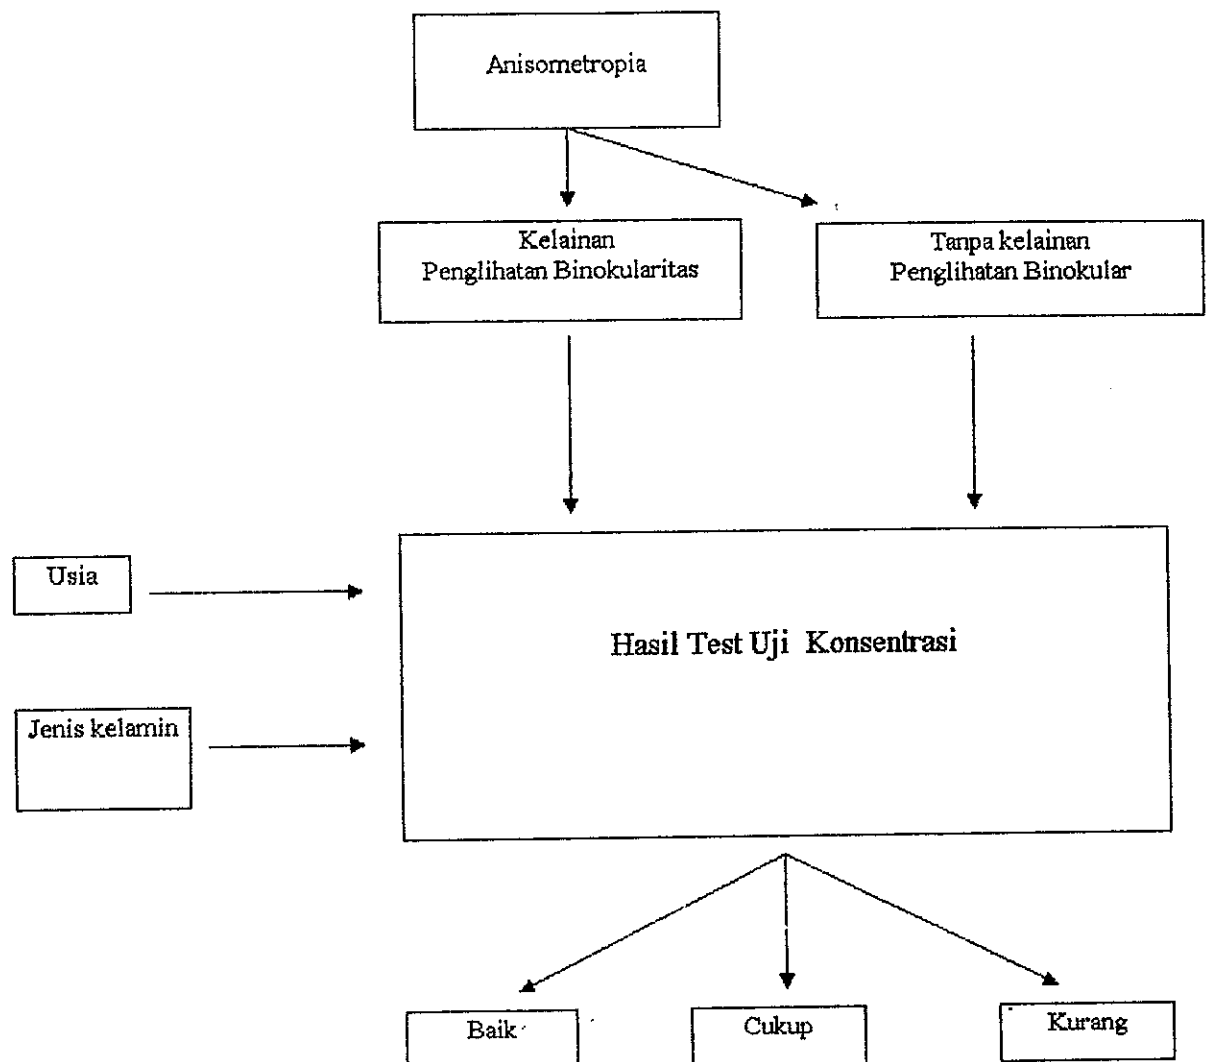 Anisometropia
Kelainan
Penglihatan Binokularitas
Tanpa kelainan
Penglihatan Binokular
Usia
Hasil Test Uji Konsentrasi
Jenis kelamin
Baik
Cukup
Kurang